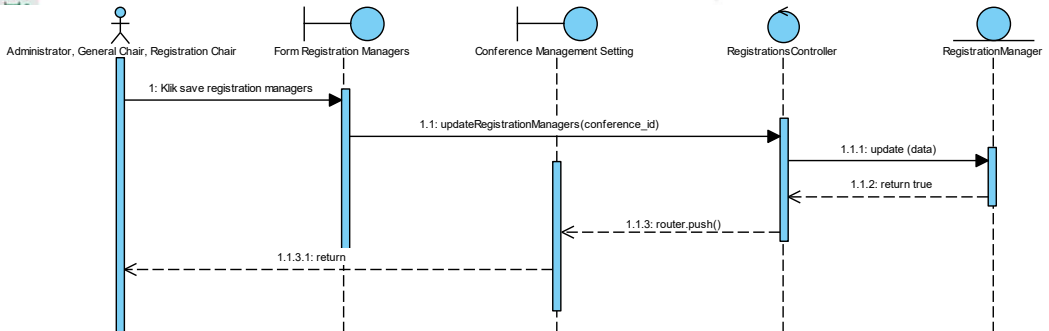 Administrator, General Chair, Registration Chair
Form Registration Managers
Conference Management Setting
RegistrationsController
RegistrationManager
1: Klik save registration managers
1.1: updateRegistrationManagers(conference_id)
1.1.1: update (data)
1.1.2: return true
1.1.3: router.push()
1.1.3.1: return